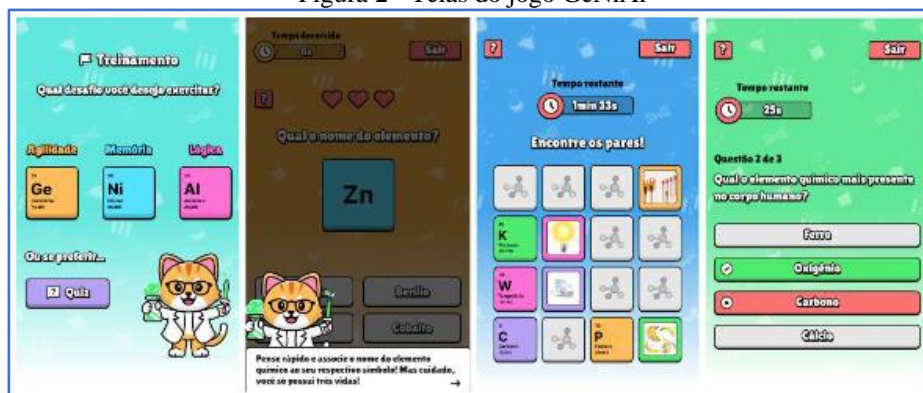 Figura 2 - Telas do jogo GeNiAl
Treinamento
Qual desafio você deseja exercitar?
Agilidade
Memória
Lógica
Ge
Ni
Al
Ou se preferir...
Quiz
Tempo decorrido
0s
Sair
?
Qual o nome do elemento?
Zn
Berílio
Cobalto
Pense rápido e associe o nome do elemento
químico ao seu respectivo símbolo! Mas cuidado,
você só possui três vidas!
?
Sair
Tempo restante
1min 33s
Encontre os pares!
K
W
C
P
?
Sair
Tempo restante
25s
Questão 2 de 3
Qual o elemento químico mais presente
no corpo humano?
Ferro
Oxigênio
Carbono
Cálcio